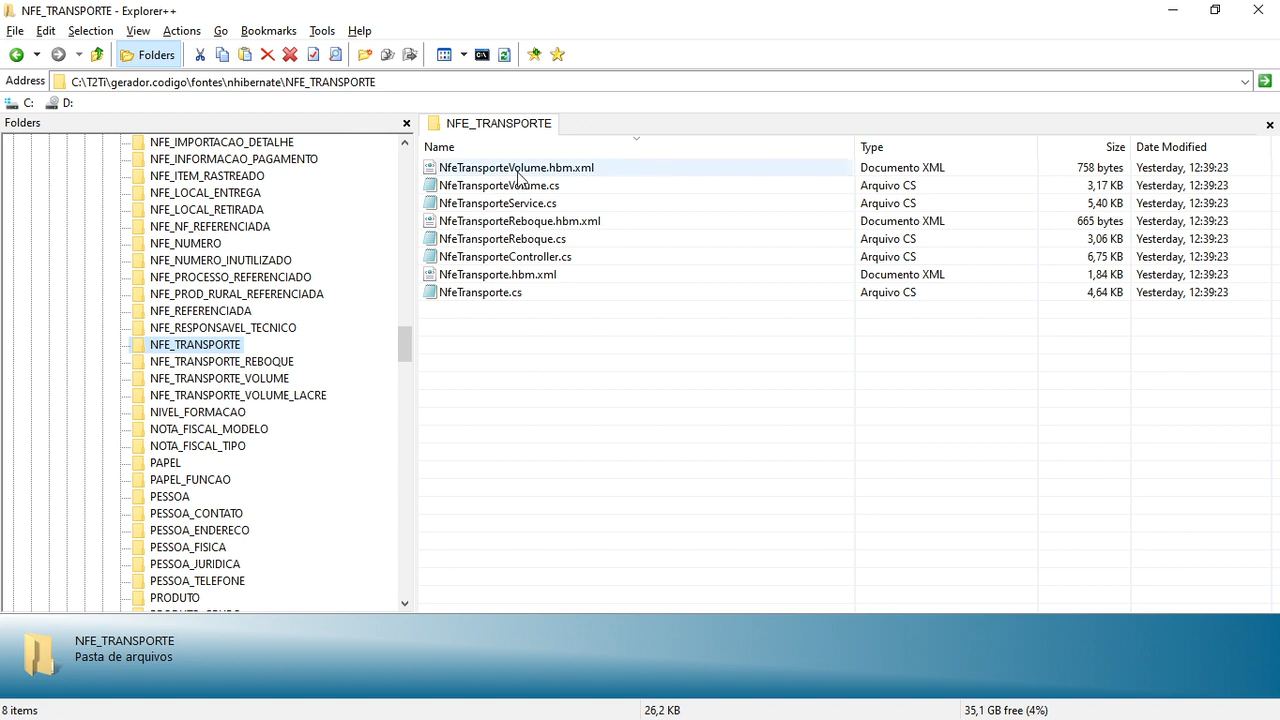 NFE_TRANSPORTE - Explorer++
File Edit Selection View Actions Go Bookmarks Tools Help
Folders
Address C:\T2Ti\gerador.codigo\fontes\nhibernate\NFE_TRANSPORTE
C: D:
Folders
NFE_IMPORTACAO_DETALHE
NFE_INFORMACAO_PAGAMENTO
NFE_ITEM_RASTREADO
NFE_LOCAL_ENTREGA
NFE_LOCAL_RETIRADA
NFE_NF_REFERENCIADA
NFE_NUMERO
NFE_NUMERO_INUTILIZADO
NFE_PROCESSO_REFERENCIADO
NFE_PROD_RURAL_REFERENCIADA
NFE_REFERENCIADA
NFE_RESPONSAVEL_TECNICO
NFE_TRANSPORTE
NFE_TRANSPORTE_REBOQUE
NFE_TRANSPORTE_VOLUME
NFE_TRANSPORTE_VOLUME_LACRE
NIVEL_FORMACAO
NOTA_FISCAL_MODELO
NOTA_FISCAL_TIPO
PAPEL
PAPEL_FUNCAO
PESSOA
PESSOA_CONTATO
PESSOA_ENDERECO
PESSOA_FISICA
PESSOA_JURIDICA
PESSOA_TELEFONE
PRODUTO
NFE_TRANSPORTE
Name Type Size Date Modified
NfeTransporteVolume.hbm.xml Documento XML 758 bytes Yesterday, 12:39:23
NfeTransporteVolume.cs Arquivo CS 3,17 KB Yesterday, 12:39:23
NfeTransporteService.cs Arquivo CS 5,40 KB Yesterday, 12:39:23
NfeTransporteReboque.hbm.xml Documento XML 665 bytes Yesterday, 12:39:23
NfeTransporteReboque.cs Arquivo CS 3,06 KB Yesterday, 12:39:23
NfeTransporteController.cs Arquivo CS 6,75 KB Yesterday, 12:39:23
NfeTransporte.hbm.xml Documento XML 1,84 KB Yesterday, 12:39:23
NfeTransporte.cs Arquivo CS 4,64 KB Yesterday, 12:39:23
NFE_TRANSPORTE
Pasta de arquivos
8 items 26,2 KB 35,1 GB free (4%)